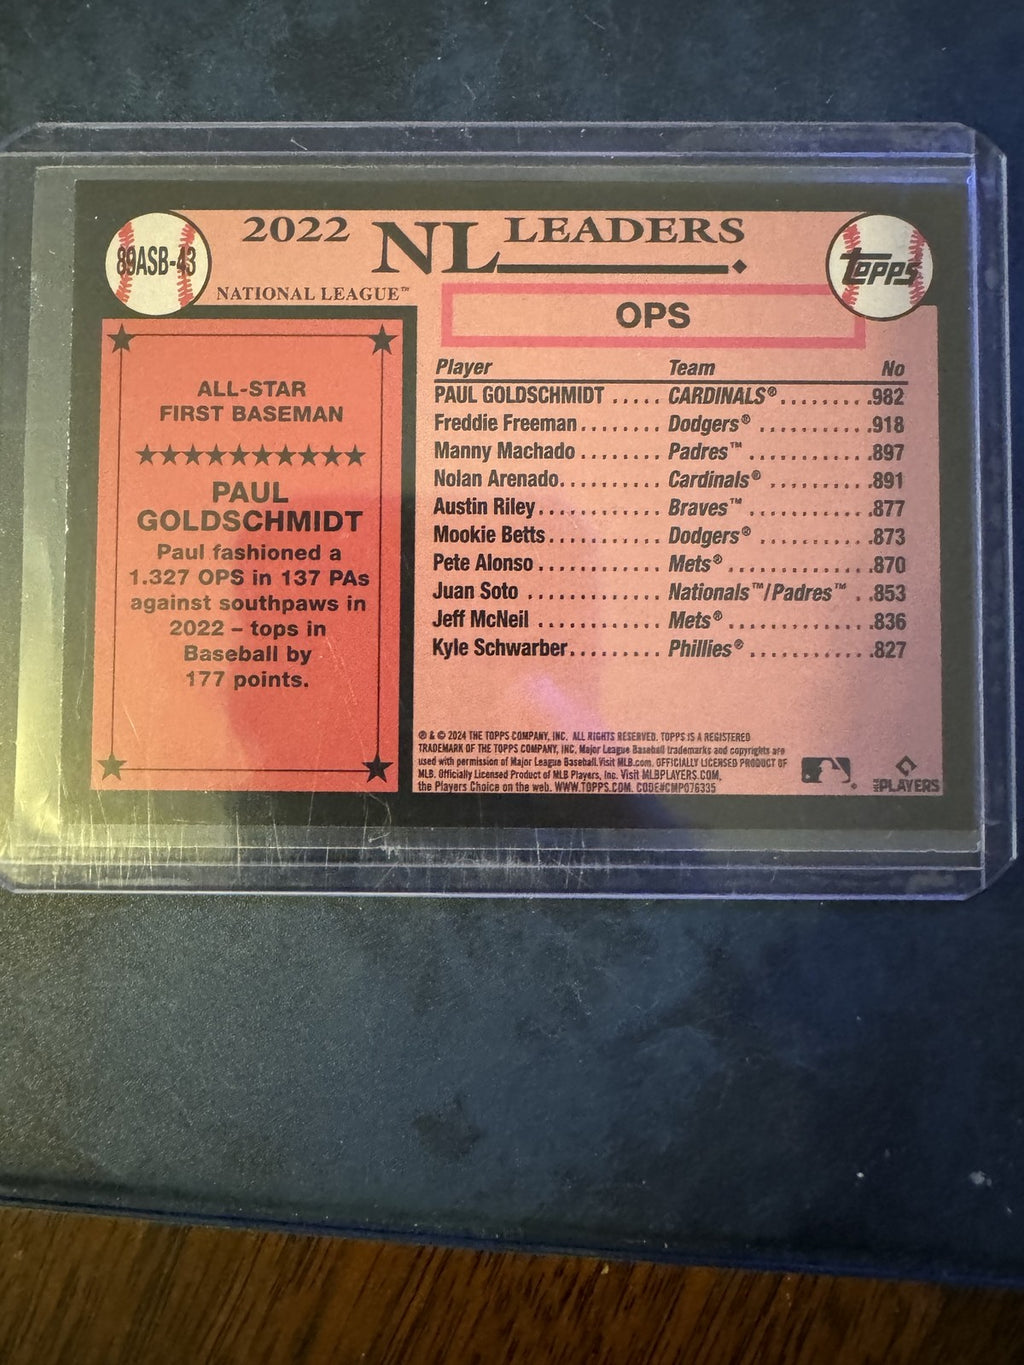 89ASB-43
2022 NL LEADERS
NATIONAL LEAGUE™
Topps
OPS
ALL-STAR
FIRST BASEMAN
PAUL
GOLDSCHMIDT
Paul fashioned a
1.327 OPS in 137 PAs
against southpaws in
2022 – tops in
Baseball by
177 points.
Player Team No
PAUL GOLDSCHMIDT ..... CARDINALS® ......... .982
Freddie Freeman ........ Dodgers® ........... .918
Manny Machado ........ Padres™ ............ .897
Nolan Arenado .......... Cardinals® .......... .891
Austin Riley ............ Braves™ ............ .877
Mookie Betts ........... Dodgers® ........... .873
Pete Alonso ............ Mets® .............. .870
Juan Soto ............. Nationals™/Padres™ .. .853
Jeff McNeil ............ Mets® .............. .836
Kyle Schwarber ......... Phillies® ............ .827
® & © 2024 THE TOPPS COMPANY, INC. ALL RIGHTS RESERVED. TOPPS IS A REGISTERED
TRADEMARK OF THE TOPPS COMPANY, INC. Major League Baseball trademarks and copyrights are
used with permission of Major League Baseball. Visit MLB.com. OFFICIALLY LICENSED PRODUCT OF
MLB. Officially Licensed Product of MLB Players, Inc. Visit MLBPLAYERS.COM,
the Players Choice on the web. WWW.TOPPS.COM. CODE#CMP076335
MLB PLAYERS